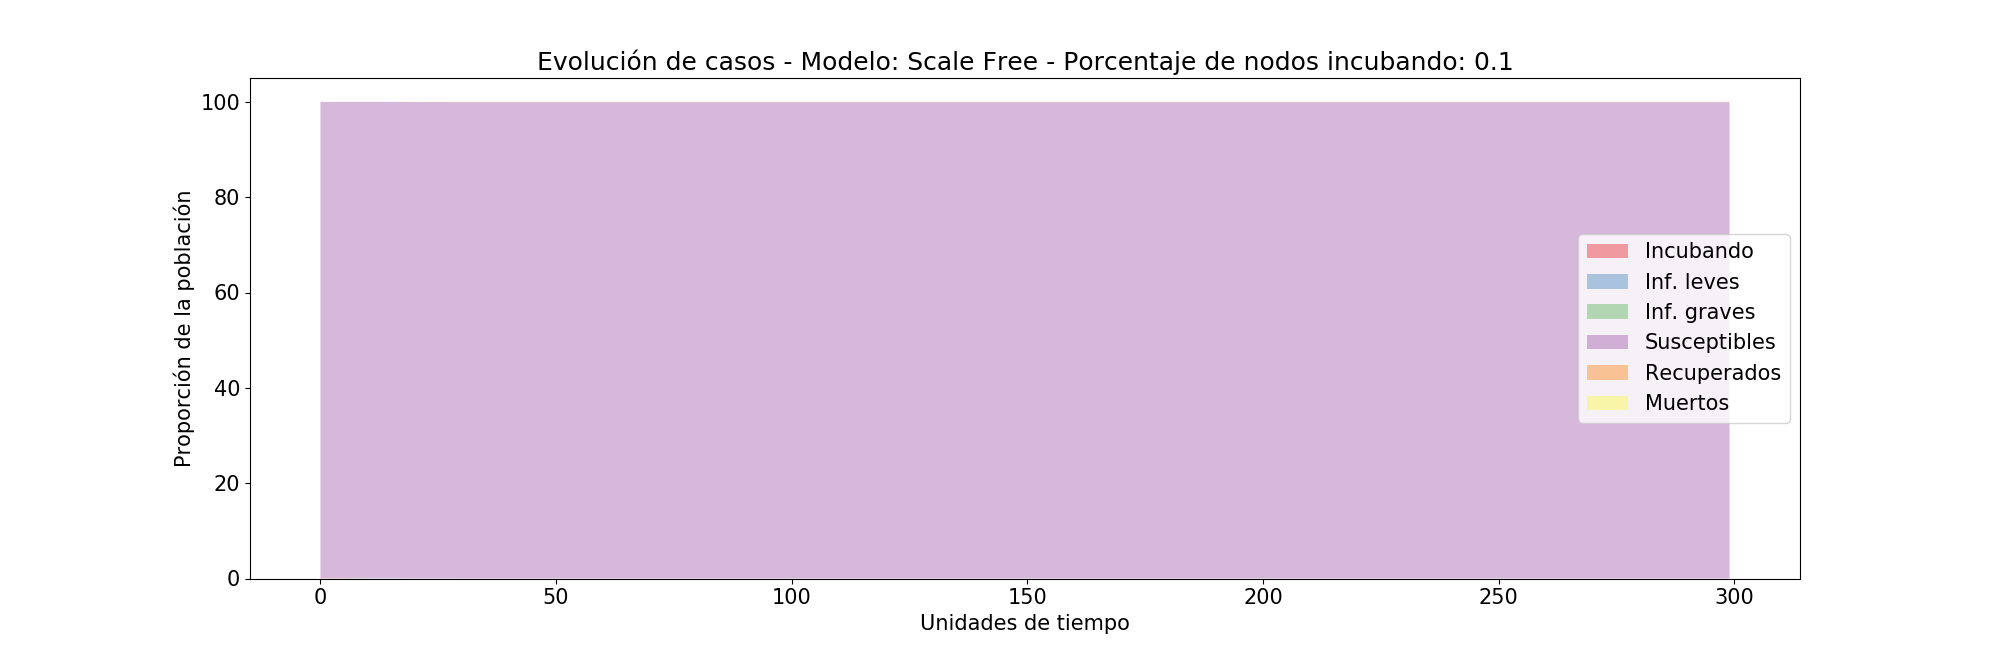 Evolución de casos - Modelo: Scale Free - Porcentaje de nodos incubando: 0.1
Proporción de la población
100
80
60
40
20
0
Incubando
Inf. leves
Inf. graves
Susceptibles
Recuperados
Muertos
0 50 100 150 200 250 300
Unidades de tiempo